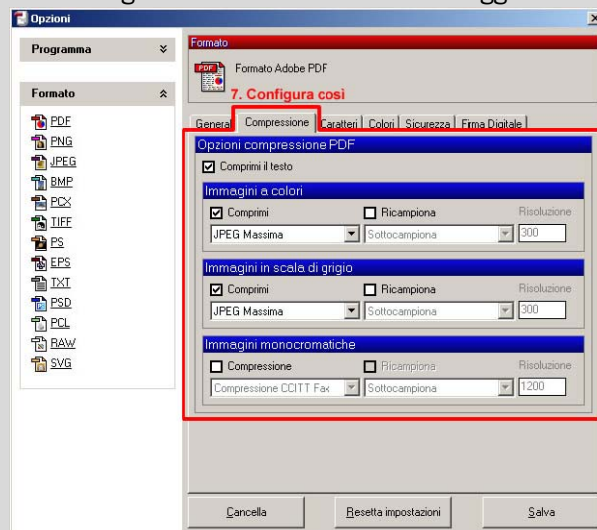 Opzioni
Programma
Formato
PDF
PNG
JPEG
BMP
PCX
TIFF
PS
EPS
TXT
PSD
PCL
RAW
SVG
Formato
PDF
Formato Adobe PDF
7. Configura così
General Compressione Caratteri Colori Sicurezza Firma Digitale
Opzioni compressione PDF
Comprimi il testo
Immagini a colori
Comprimi Ricampiona Risoluzione
JPEG Massima Sottocampiona 300
Immagini in scala di grigio
Comprimi Ricampiona Risoluzione
JPEG Massima Sottocampiona 300
Immagini monocromatiche
Compressione Ricampiona Risoluzione
Compressione CCITT Fax Sottocampiona 1200
Cancella Resetta impostazioni Salva